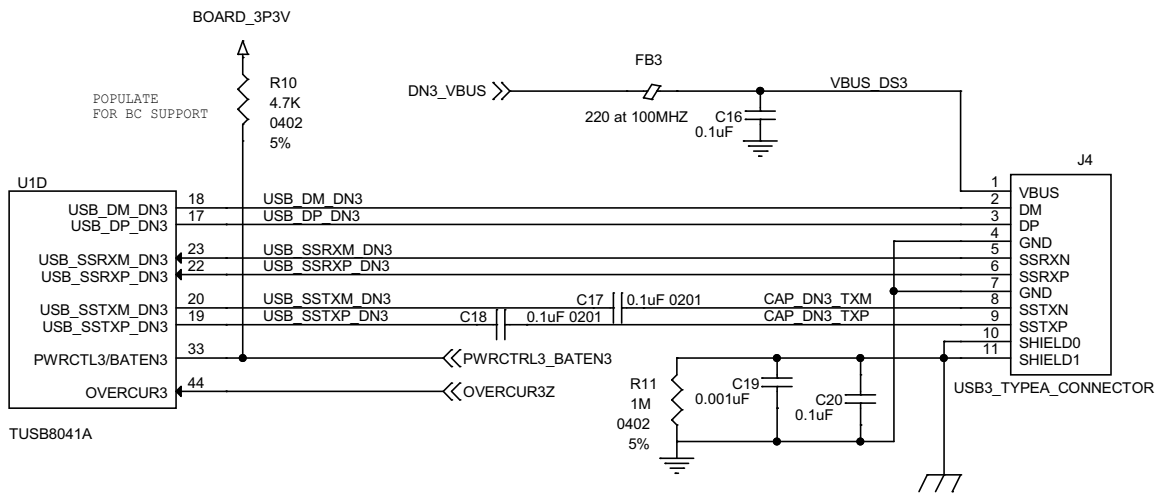 BOARD_3P3V
FB3
R10
4.7K
0402
5%
POPULATE
FOR BC SUPPORT
DN3_VBUS
220 at 100MHZ
VBUS_DS3
C16
0.1uF
J4
U1D
USB_DM_DN3
18
USB_DM_DN3
USB_DP_DN3
17
USB_DP_DN3
USB_SSRXM_DN3
23
USB_SSRXM_DN3
USB_SSRXP_DN3
22
USB_SSRXP_DN3
USB_SSTXM_DN3
20
USB_SSTXM_DN3
C17
0.1uF 0201
CAP_DN3_TXM
USB_SSTXP_DN3
19
USB_SSTXP_DN3
C18
0.1uF 0201
CAP_DN3_TXP
PWRCTL3/BATEN3
33
PWRCTRL3_BATEN3
OVERCUR3
44
OVERCUR3Z
TUSB8041A
1
VBUS
2
DM
3
DP
4
GND
5
SSRXN
6
SSRXP
7
GND
8
SSTXN
9
SSTXP
10
SHIELD0
11
SHIELD1
USB3_TYPEA_CONNECTOR
R11
1M
0402
5%
C19
0.001uF
C20
0.1uF